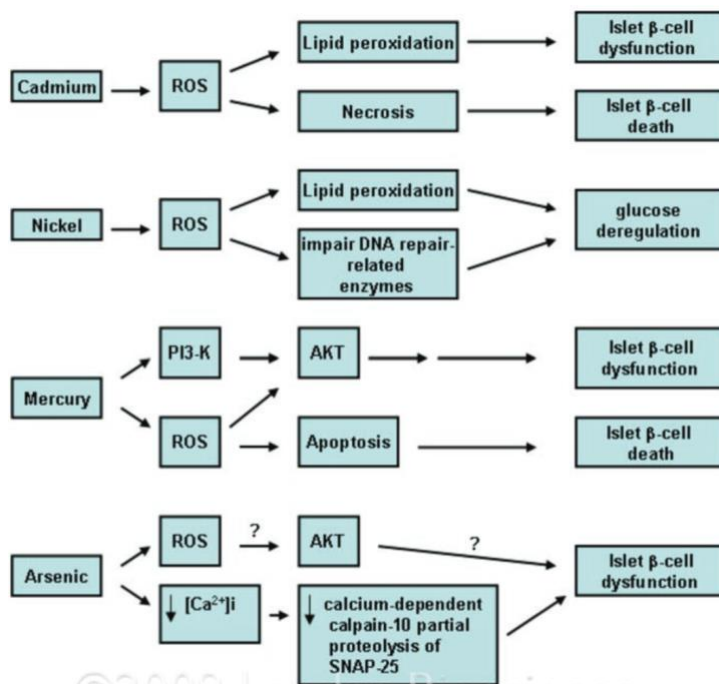 Lipid peroxidation
Islet β-cell
dysfunction
Cadmium
ROS
Necrosis
Islet β-cell
death
Lipid peroxidation
Nickel
ROS
glucose
deregulation
impair DNA repair-
related
enzymes
PI3-K
AKT
Islet β-cell
dysfunction
Mercury
ROS
Apoptosis
Islet β-cell
death
ROS
?
AKT
?
Arsenic
Islet β-cell
dysfunction
↓ [Ca²⁺]i
↓ calcium-dependent
calpain-10 partial
proteolysis of
SNAP-25